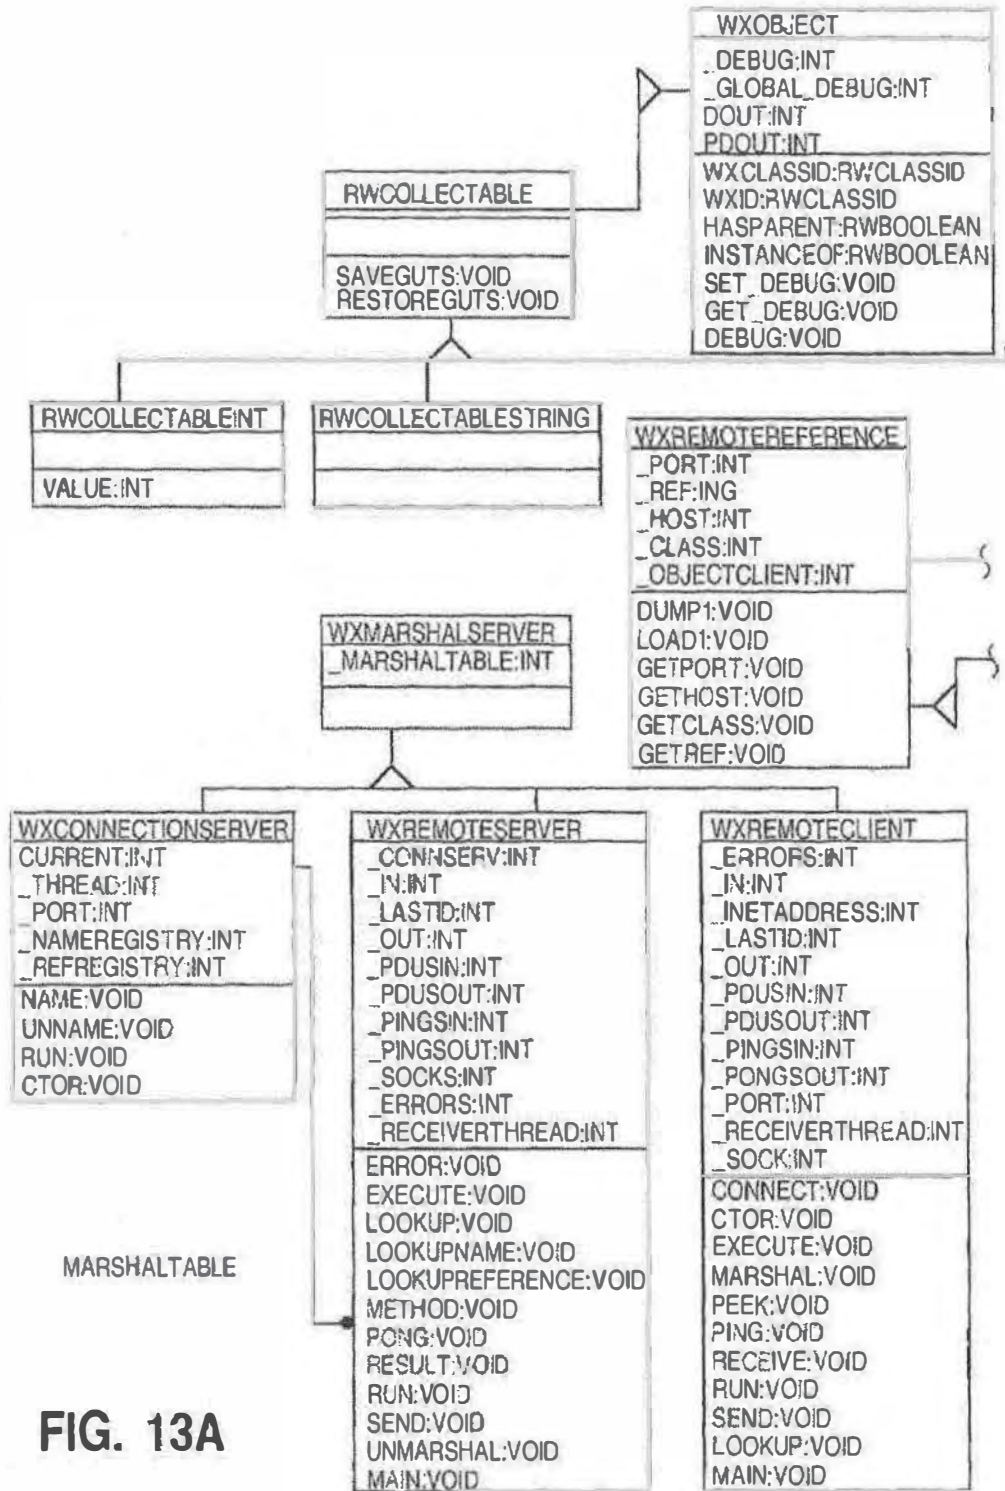 WXOBJECT
_DEBUG:INT
_GLOBAL_DEBUG:INT
DOUT:INT
PDOUT:INT
WXCLASSID:RWCLASSID
WXID:RWCLASSID
HASPARENT:RWBOOLEAN
INSTANCEOF:RWBOOLEAN
SET_DEBUG:VOID
GET_DEBUG:VOID
DEBUG:VOID
RWCOLLECTABLE
SAVEGUTS:VOID
RESTOREGUTS:VOID
RWCOLLECTABLEINT
VALUE:INT
RWCOLLECTABLESTRING
WXREMOTEREFERENCE
_PORT:INT
_REF:ING
_HOST:INT
_CLASS:INT
_OBJECTCLIENT:INT
DUMP1:VOID
LOAD1:VOID
GETPORT:VOID
GETHOST:VOID
GETCLASS:VOID
GETREF:VOID
WXMARSHALSERVER
_MARSHALTABLE:INT
WXCONNECTIONSERVER
CURRENT:INT
_THREAD:INT
_PORT:INT
_NAMEREGISTRY:INT
_REFREGISTRY:INT
NAME:VOID
UNNAME:VOID
RUN:VOID
CTOR:VOID
WXREMOTESERVER
_CONNSERV:INT
_IN:INT
_LASTID:INT
_OUT:INT
_PDUSIN:INT
_PDUSOUT:INT
_PINGSIN:INT
_PINGSOUT:INT
_SOCKS:INT
_ERRORS:INT
_RECEIVERTHREAD:INT
ERROR:VOID
EXECUTE:VOID
LOOKUP:VOID
LOOKUPNAME:VOID
LOOKUPREFERENCE:VOID
METHOD:VOID
PONG:VOID
RESULT:VOID
RUN:VOID
SEND:VOID
UNMARSHAL:VOID
MAIN:VOID
WXREMOTECLIENT
_ERROFS:INT
_IN:INT
_INETADDRESS:INT
_LASTID:INT
_OUT:INT
_PDUSIN:INT
_PDUSOUT:INT
_PINGSIN:INT
_PONGSOUT:INT
_PORT:INT
_RECEIVERTHREAD:INT
_SOCK:INT
CONNECT:VOID
CTOR:VOID
EXECUTE:VOID
MARSHAL:VOID
PEEK:VOID
PING:VOID
RECEIVE:VOID
RUN:VOID
SEND:VOID
LOOKUP:VOID
MAIN:VOID
MARSHALTABLE
FIG. 13A